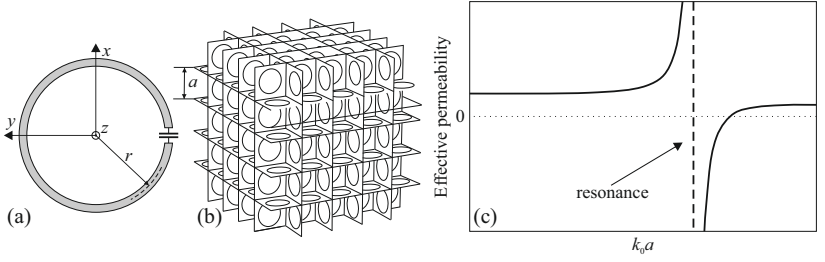 x
y
z
r
(a)
a
(b)
Effective permeability
0
resonance
(c)
k₀a